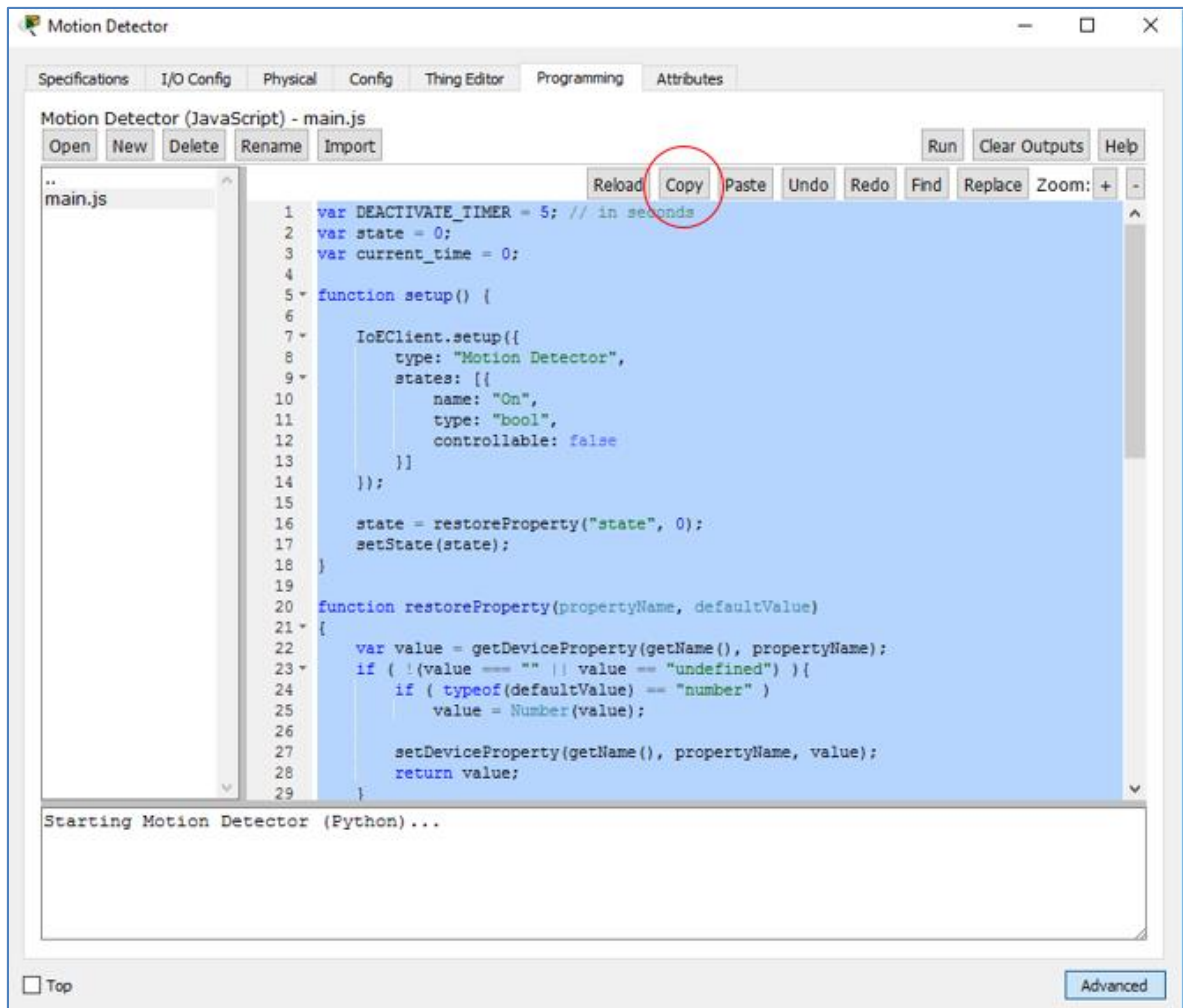 Motion Detector
Specifications I/O Config Physical Config Thing Editor Programming Attributes
Motion Detector (JavaScript) - main.js
Open New Delete Rename Import Run Clear Outputs Help
Reload Copy Paste Undo Redo Find Replace Zoom: + -
..
main.js
1 var DEACTIVATE_TIMER = 5; // in seconds
2 var state = 0;
3 var current_time = 0;
4
5 function setup() {
6
7     IoEClient.setup({
8         type: "Motion Detector",
9         states: [{
10             name: "On",
11             type: "bool",
12             controllable: false
13         }]
14     });
15
16     state = restoreProperty("state", 0);
17     setState(state);
18 }
19
20 function restoreProperty(propertyName, defaultValue)
21 {
22     var value = getDeviceProperty(getName(), propertyName);
23     if ( !(value === "" || value == "undefined") ){
24         if ( typeof(defaultValue) == "number" )
25             value = Number(value);
26
27         setDeviceProperty(getName(), propertyName, value);
28         return value;
29     }
Starting Motion Detector (Python)...
Top
Advanced